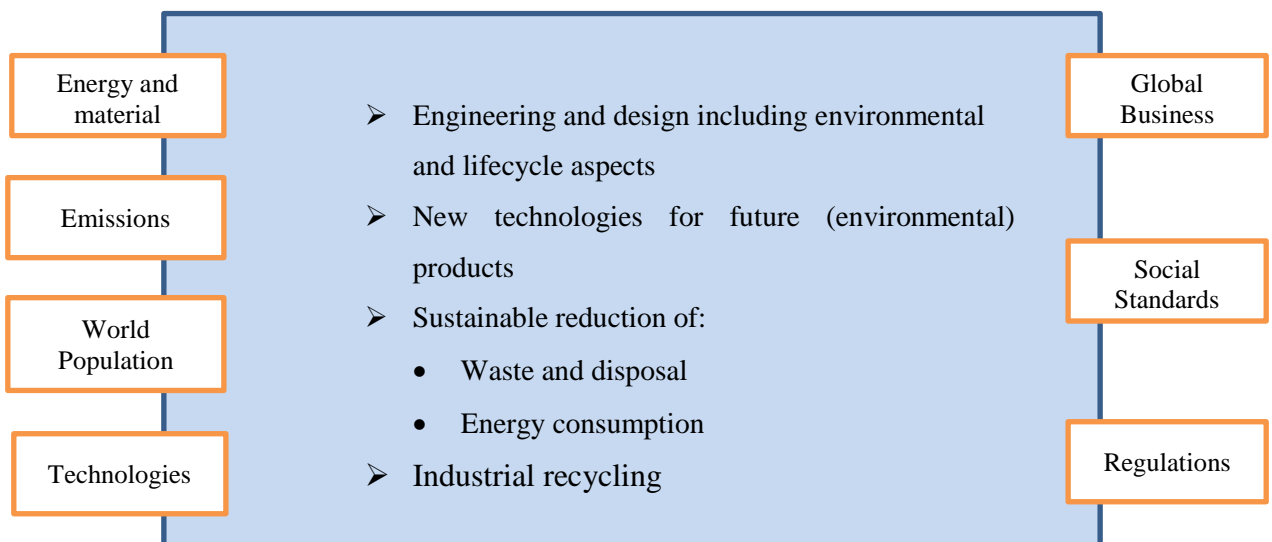 Energy and
material
Emissions
World
Population
Technologies
➢ Engineering and design including environmental
and lifecycle aspects
➢ New technologies for future (environmental)
products
➢ Sustainable reduction of:
• Waste and disposal
• Energy consumption
➢ Industrial recycling
Global
Business
Social
Standards
Regulations